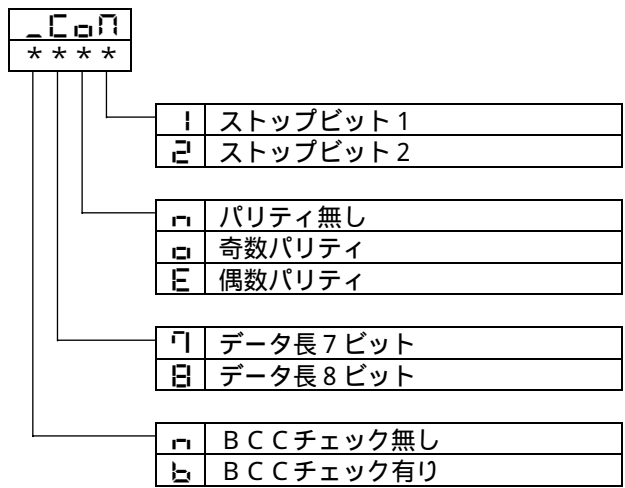 _CoM
****
1 ストップビット1
2 ストップビット2
n パリティ無し
o 奇数パリティ
E 偶数パリティ
7 データ長7ビット
8 データ長8ビット
n ＢＣＣチェック無し
b ＢＣＣチェック有り